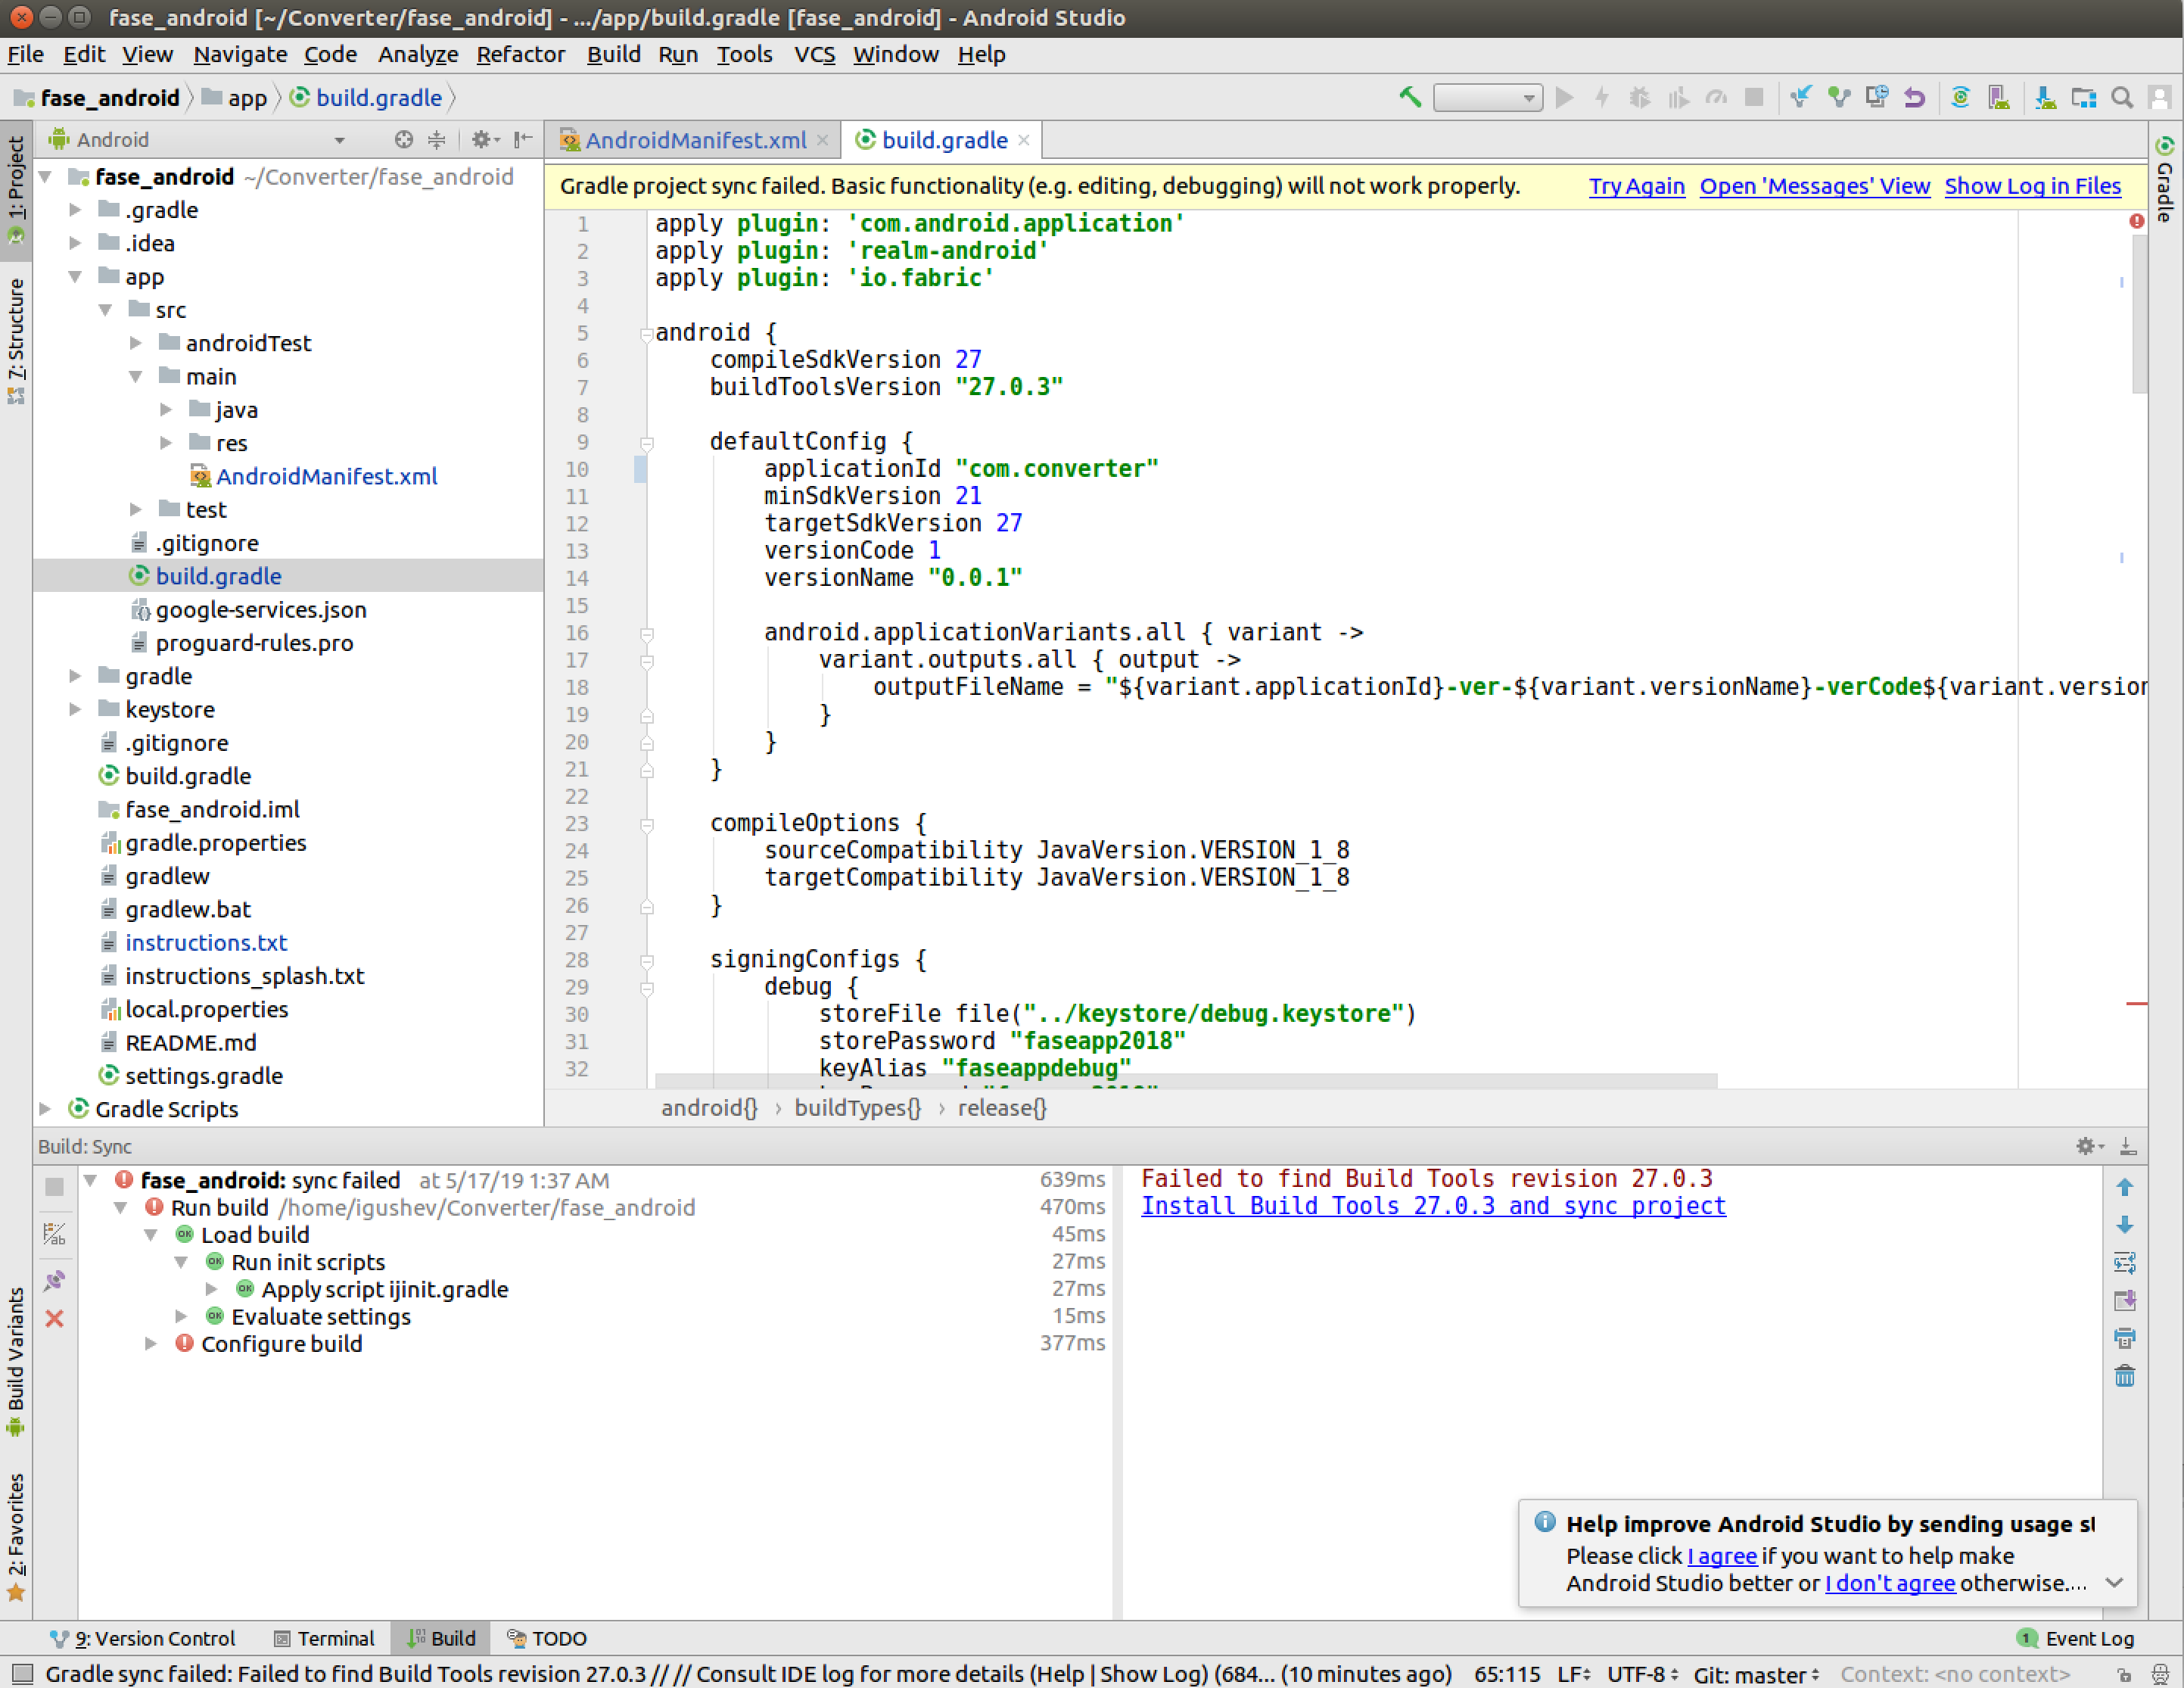 fase_android [~/Converter/fase_android] - .../app/build.gradle [fase_android] - Android Studio
File Edit View Navigate Code Analyze Refactor Build Run Tools VCS Window Help
fase_android app build.gradle
Android
AndroidManifest.xml build.gradle
1: Project
7: Structure
Build Variants
2: Favorites
Gradle
fase_android ~/Converter/fase_android
.gradle
.idea
app
src
androidTest
main
java
res
AndroidManifest.xml
test
.gitignore
build.gradle
google-services.json
proguard-rules.pro
gradle
keystore
.gitignore
build.gradle
fase_android.iml
gradle.properties
gradlew
gradlew.bat
instructions.txt
instructions_splash.txt
local.properties
README.md
settings.gradle
Gradle Scripts
Gradle project sync failed. Basic functionality (e.g. editing, debugging) will not work properly. Try Again Open 'Messages' View Show Log in Files
1 apply plugin: 'com.android.application'
2 apply plugin: 'realm-android'
3 apply plugin: 'io.fabric'
4
5 android {
6 compileSdkVersion 27
7 buildToolsVersion "27.0.3"
8
9 defaultConfig {
10 applicationId "com.converter"
11 minSdkVersion 21
12 targetSdkVersion 27
13 versionCode 1
14 versionName "0.0.1"
15
16 android.applicationVariants.all { variant ->
17 variant.outputs.all { output ->
18 outputFileName = "${variant.applicationId}-ver-${variant.versionName}-verCode${variant.version
19 }
20 }
21 }
22
23 compileOptions {
24 sourceCompatibility JavaVersion.VERSION_1_8
25 targetCompatibility JavaVersion.VERSION_1_8
26 }
27
28 signingConfigs {
29 debug {
30 storeFile file("../keystore/debug.keystore")
31 storePassword "faseapp2018"
32 keyAlias "faseappdebug"
android{} › buildTypes{} › release{}
Build: Sync
fase_android: sync failed at 5/17/19 1:37 AM 639ms
Run build /home/igushev/Converter/fase_android 470ms
Load build 45ms
Run init scripts 27ms
Apply script ijinit.gradle 27ms
Evaluate settings 15ms
Configure build 377ms
Failed to find Build Tools revision 27.0.3
Install Build Tools 27.0.3 and sync project
Help improve Android Studio by sending usage st
Please click I agree if you want to help make
Android Studio better or I don't agree otherwise....
9: Version Control Terminal Build TODO 1 Event Log
Gradle sync failed: Failed to find Build Tools revision 27.0.3 // // Consult IDE log for more details (Help | Show Log) (684... (10 minutes ago) 65:115 LF UTF-8 Git: master Context: <no context>